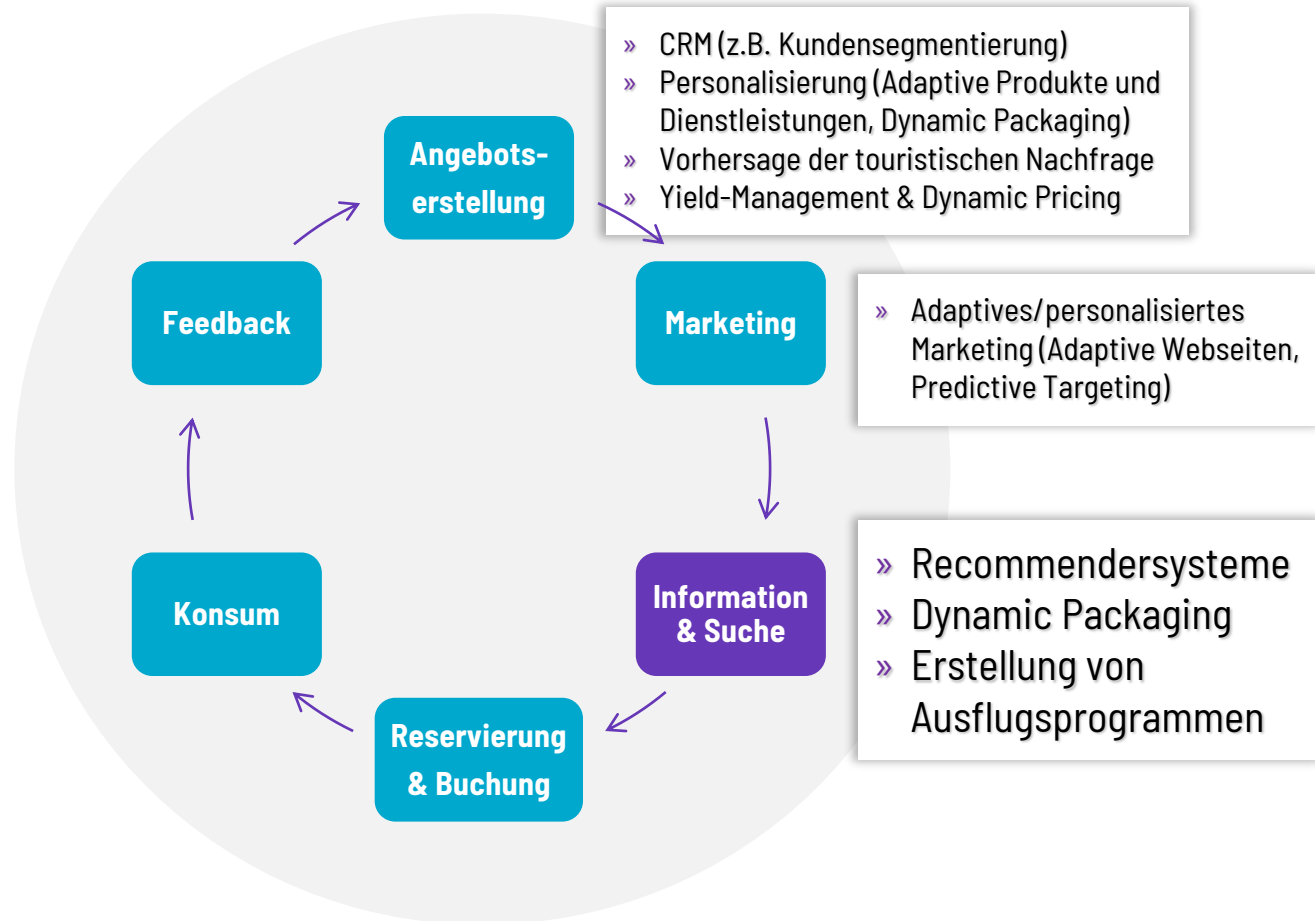 » CRM (z.B. Kundensegmentierung)
» Personalisierung (Adaptive Produkte und
Dienstleistungen, Dynamic Packaging)
» Vorhersage der touristischen Nachfrage
» Yield-Management & Dynamic Pricing
Angebots-
erstellung
Feedback
Marketing
» Adaptives/personalisiertes
Marketing (Adaptive Webseiten,
Predictive Targeting)
Konsum
Information
& Suche
» Recommendersysteme
» Dynamic Packaging
» Erstellung von
Ausflugsprogrammen
Reservierung
& Buchung